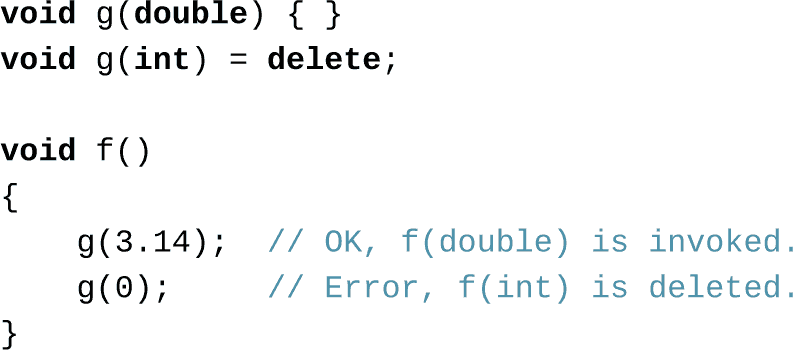 void g(double) { }
void g(int) = delete;

void f()
{
    g(3.14);  // OK, f(double) is invoked.
    g(0);     // Error, f(int) is deleted.
}